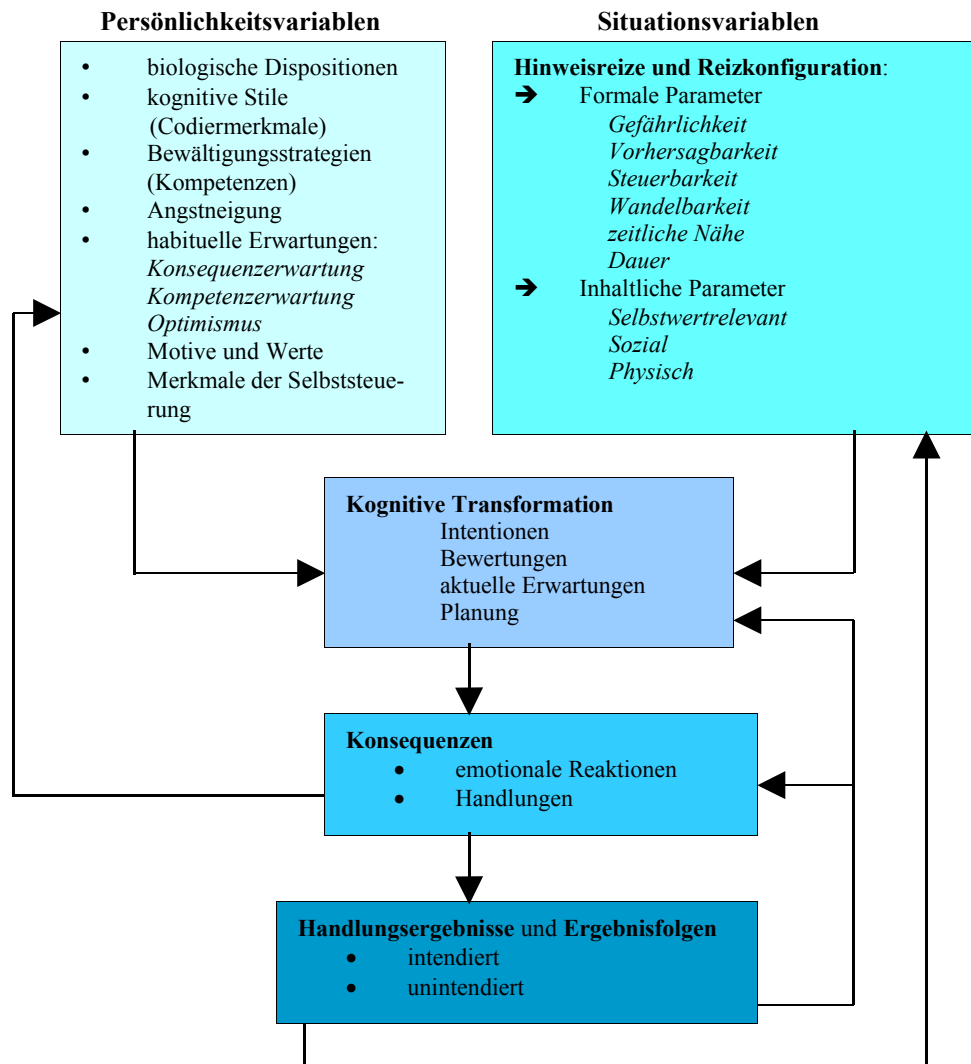 Persönlichkeitsvariablen
• biologische Dispositionen
• kognitive Stile
(Codiermerkmale)
• Bewältigungsstrategien
(Kompetenzen)
• Angstneigung
• habituelle Erwartungen:
Konsequenzerwartung
Kompetenzerwartung
Optimismus
• Motive und Werte
• Merkmale der Selbststeue-
rung
Situationsvariablen
Hinweisreize und Reizkonfiguration:
➔ Formale Parameter
Gefährlichkeit
Vorhersagbarkeit
Steuerbarkeit
Wandelbarkeit
zeitliche Nähe
Dauer
➔ Inhaltliche Parameter
Selbstwertrelevant
Sozial
Physisch
Kognitive Transformation
Intentionen
Bewertungen
aktuelle Erwartungen
Planung
Konsequenzen
• emotionale Reaktionen
• Handlungen
Handlungsergebnisse und Ergebnisfolgen
• intendiert
• unintendiert